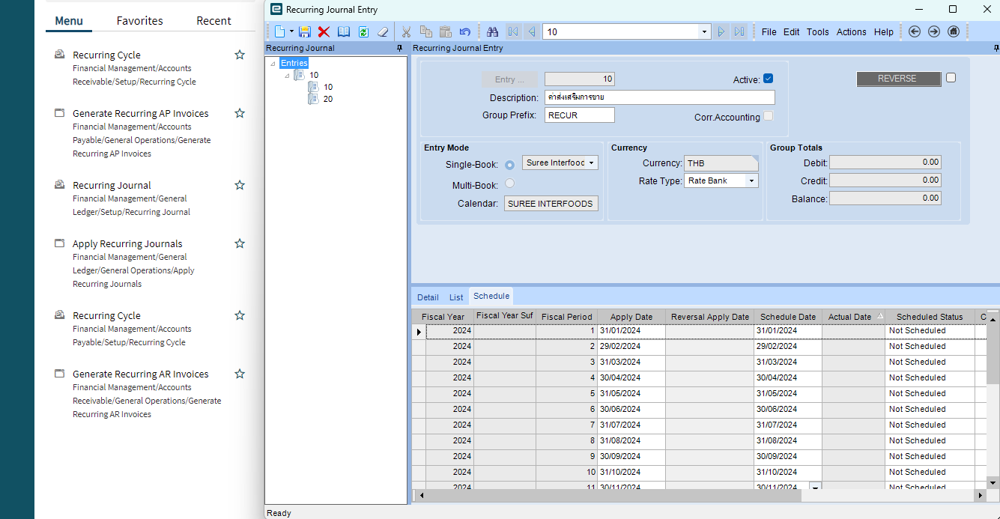 Menu Favorites Recent
Recurring Cycle
Financial Management/Accounts
Receivable/Setup/Recurring Cycle
Generate Recurring AP Invoices
Financial Management/Accounts
Payable/General Operations/Generate
Recurring AP Invoices
Recurring Journal
Financial Management/General
Ledger/Setup/Recurring Journal
Apply Recurring Journals
Financial Management/General
Ledger/General Operations/Apply
Recurring Journals
Recurring Cycle
Financial Management/Accounts
Payable/Setup/Recurring Cycle
Generate Recurring AR Invoices
Financial Management/Accounts
Receivable/General Operations/Generate
Recurring AR Invoices
Recurring Journal Entry
10 File Edit Tools Actions Help
Recurring Journal
Entries
10
10
20
Recurring Journal Entry
Entry ... 10 Active: REVERSE
Description: ค่าส่งเสริมการขาย
Group Prefix: RECUR Corr.Accounting
Entry Mode
Single-Book: Suree Interfooc
Multi-Book:
Calendar: SUREE INTERFOODS
Currency
Currency: THB
Rate Type: Rate Bank
Group Totals
Debit: 0.00
Credit: 0.00
Balance: 0.00
Detail List Schedule
Fiscal Year Fiscal Year Suf Fiscal Period Apply Date Reversal Apply Date Schedule Date Actual Date Scheduled Status C
2024 1 31/01/2024 31/01/2024 Not Scheduled
2024 2 29/02/2024 29/02/2024 Not Scheduled
2024 3 31/03/2024 31/03/2024 Not Scheduled
2024 4 30/04/2024 30/04/2024 Not Scheduled
2024 5 31/05/2024 31/05/2024 Not Scheduled
2024 6 30/06/2024 30/06/2024 Not Scheduled
2024 7 31/07/2024 31/07/2024 Not Scheduled
2024 8 31/08/2024 31/08/2024 Not Scheduled
2024 9 30/09/2024 30/09/2024 Not Scheduled
2024 10 31/10/2024 31/10/2024 Not Scheduled
2024 11 30/11/2024 30/11/2024 Not Scheduled
Ready